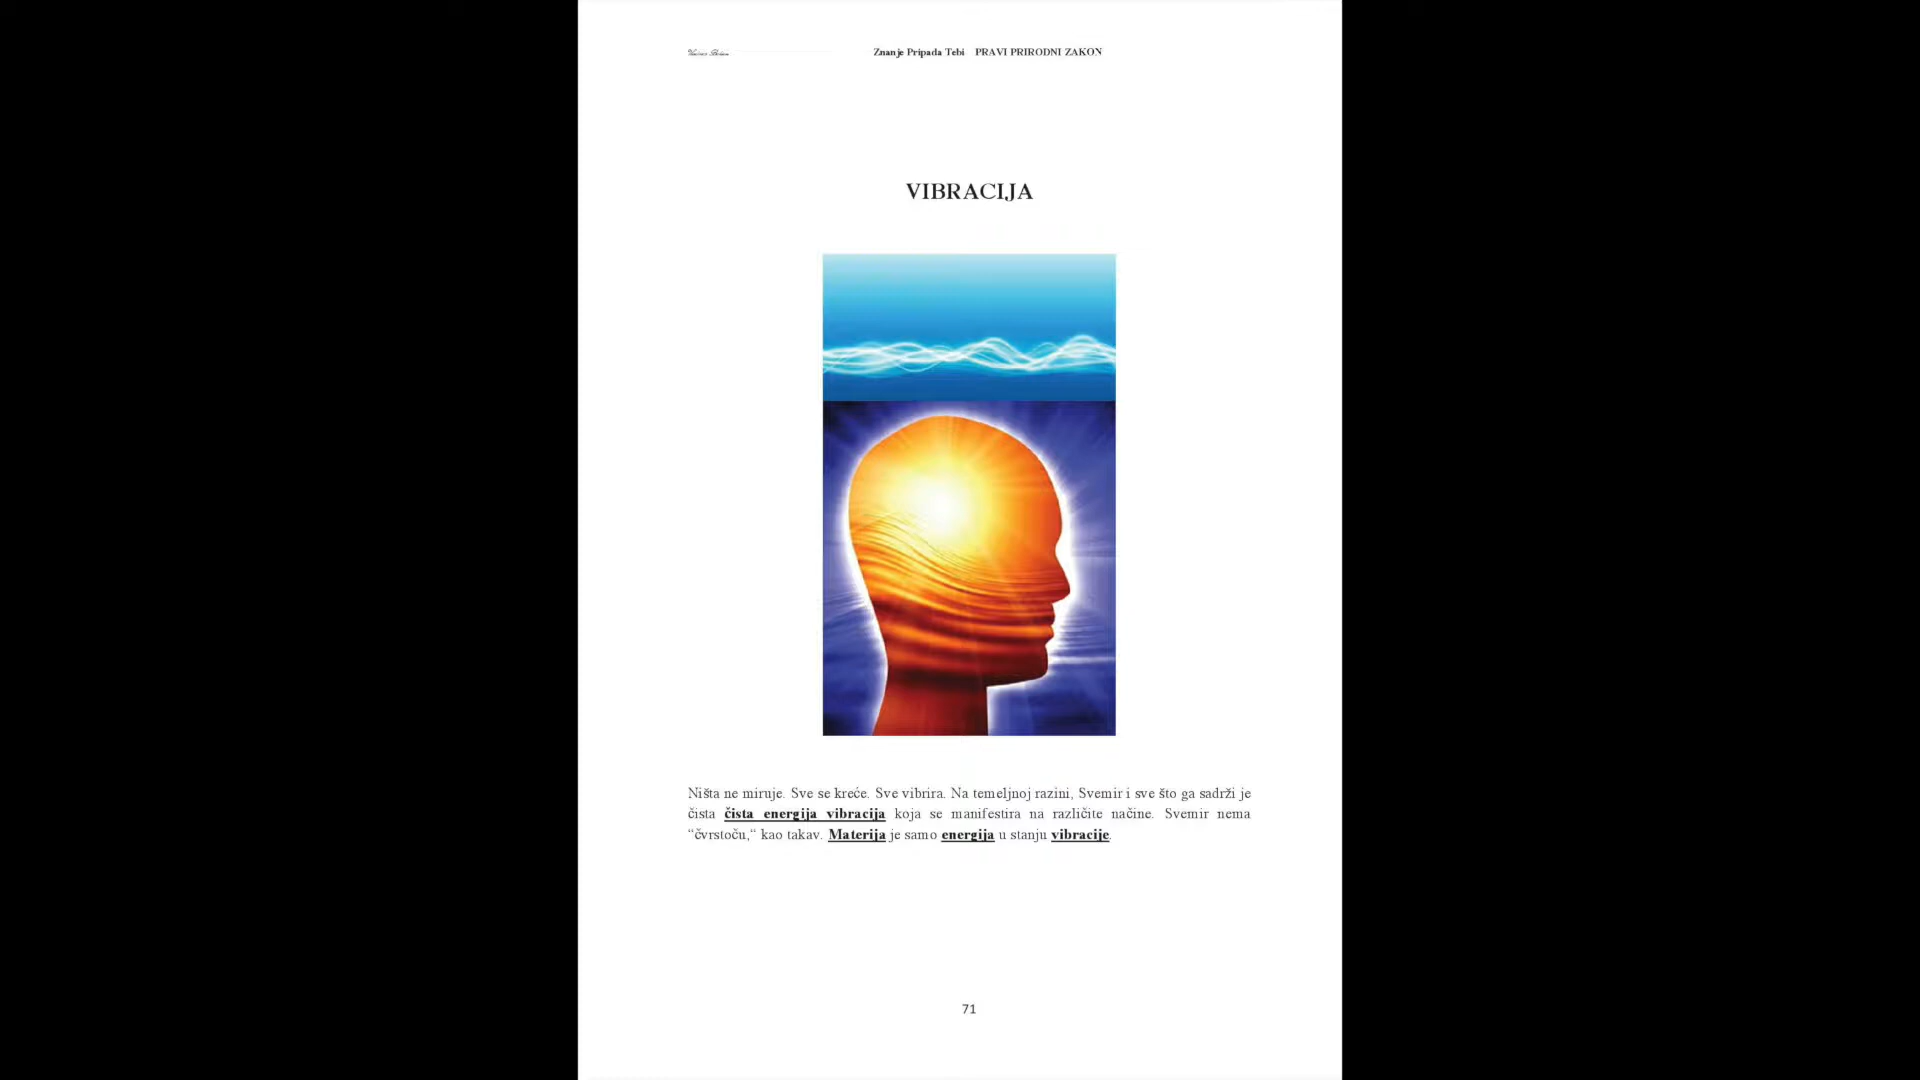 Znanje Pripada Tebi PRAVI PRIRODNI ZAKON
VIBRACIJA
Ništa ne miruje. Sve se kreće. Sve vibrira. Na temeljnoj razini, Svemir i sve što ga sadrži je
čista čista energija vibracija koja se manifestira na različite načine. Svemir nema
“čvrstoču,“ kao takav. Materija je samo energija u stanju vibracije.
71